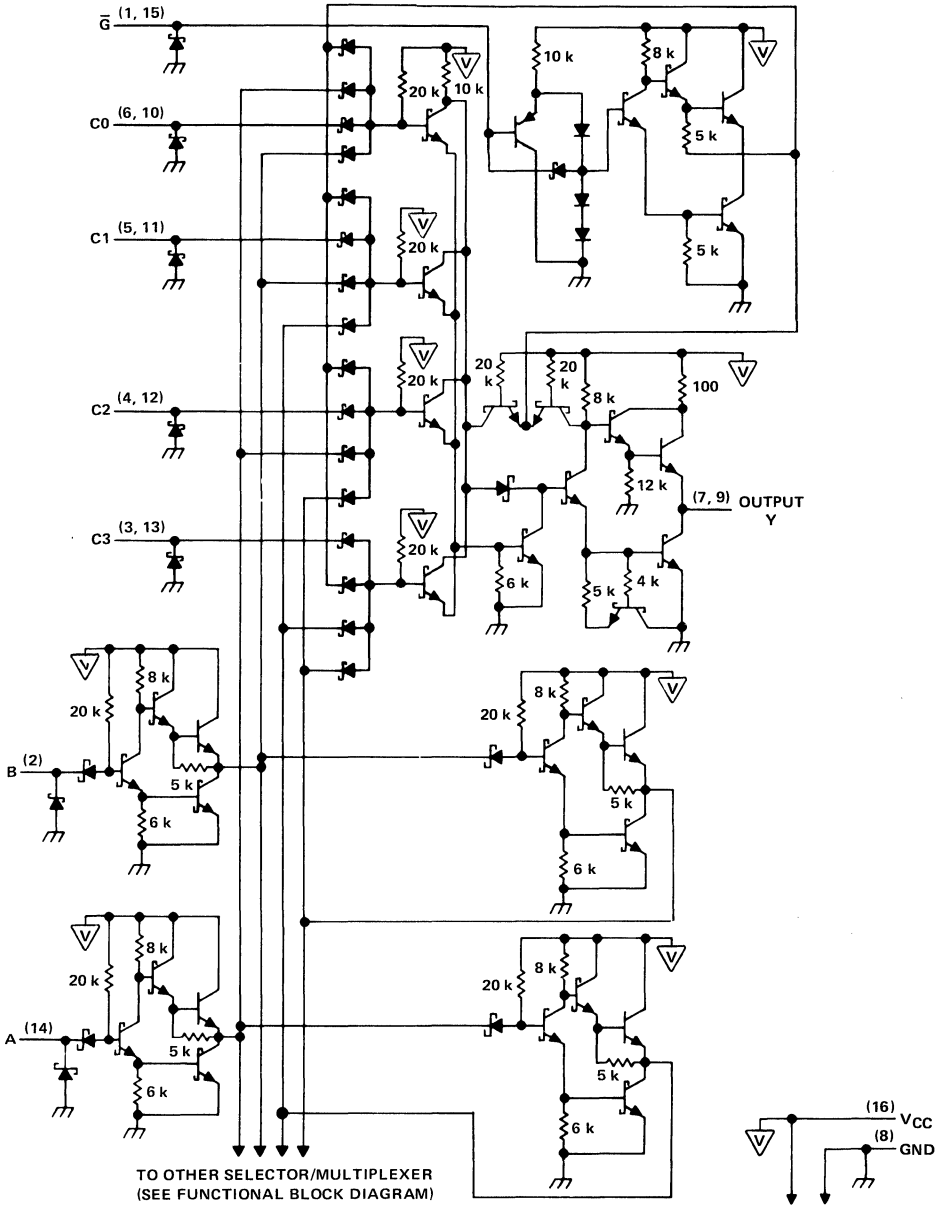 G̅ (1, 15)
V
10 k
8 k
V
20 k
10 k
C0 (6, 10)
5 k
V
C1 (5, 11)
20 k
5 k
V
20 k
20 k
8 k
V
100
C2 (4, 12)
20 k
12 k
(7, 9) OUTPUT Y
C3 (3, 13)
V
20 k
6 k
5 k
4 k
V
8 k
20 k
V
8 k
20 k
B (2)
5 k
5 k
6 k
6 k
V
8 k
20 k
V
8 k
20 k
A (14)
5 k
5 k
6 k
6 k
V
(16) VCC
(8) GND
TO OTHER SELECTOR/MULTIPLEXER
(SEE FUNCTIONAL BLOCK DIAGRAM)